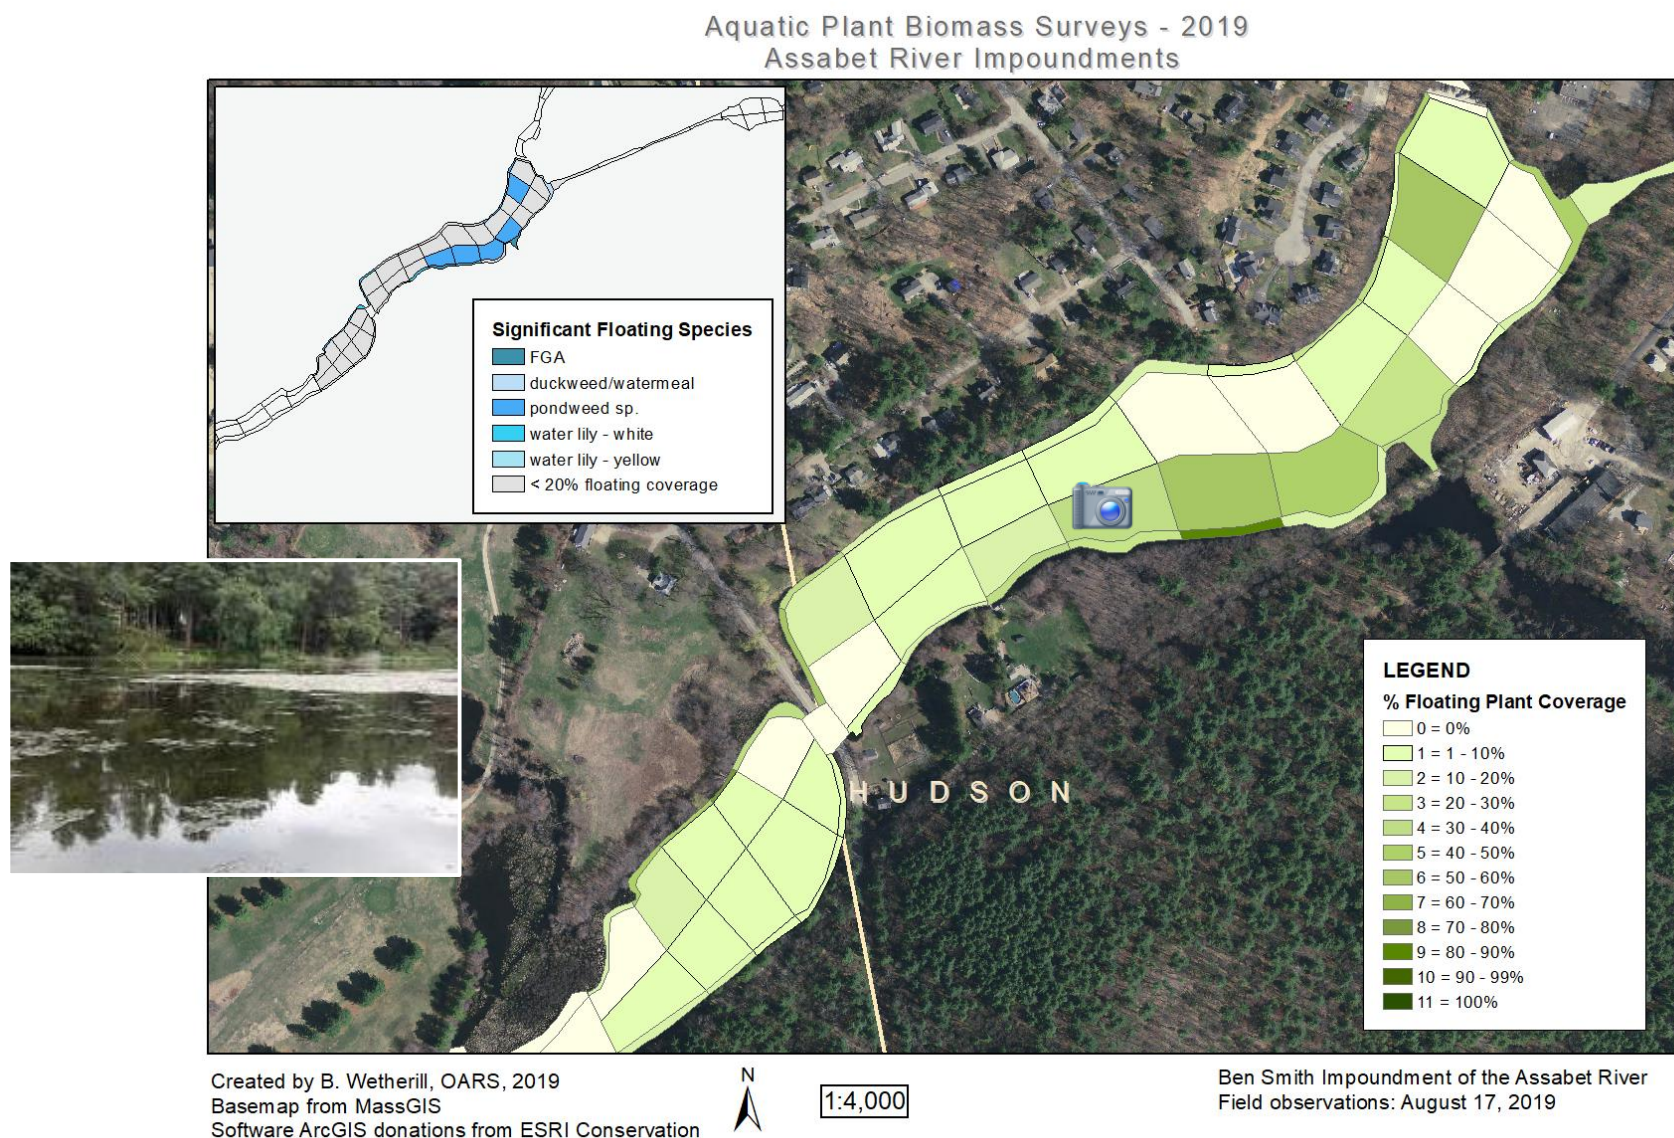 Aquatic Plant Biomass Surveys - 2019
Assabet River Impoundments
Significant Floating Species
FGA
duckweed/watermeal
pondweed sp.
water lily - white
water lily - yellow
< 20% floating coverage
HUDSON
LEGEND
% Floating Plant Coverage
0 = 0%
1 = 1 - 10%
2 = 10 - 20%
3 = 20 - 30%
4 = 30 - 40%
5 = 40 - 50%
6 = 50 - 60%
7 = 60 - 70%
8 = 70 - 80%
9 = 80 - 90%
10 = 90 - 99%
11 = 100%
Created by B. Wetherill, OARS, 2019
Basemap from MassGIS
Software ArcGIS donations from ESRI Conservation
N
1:4,000
Ben Smith Impoundment of the Assabet River
Field observations: August 17, 2019